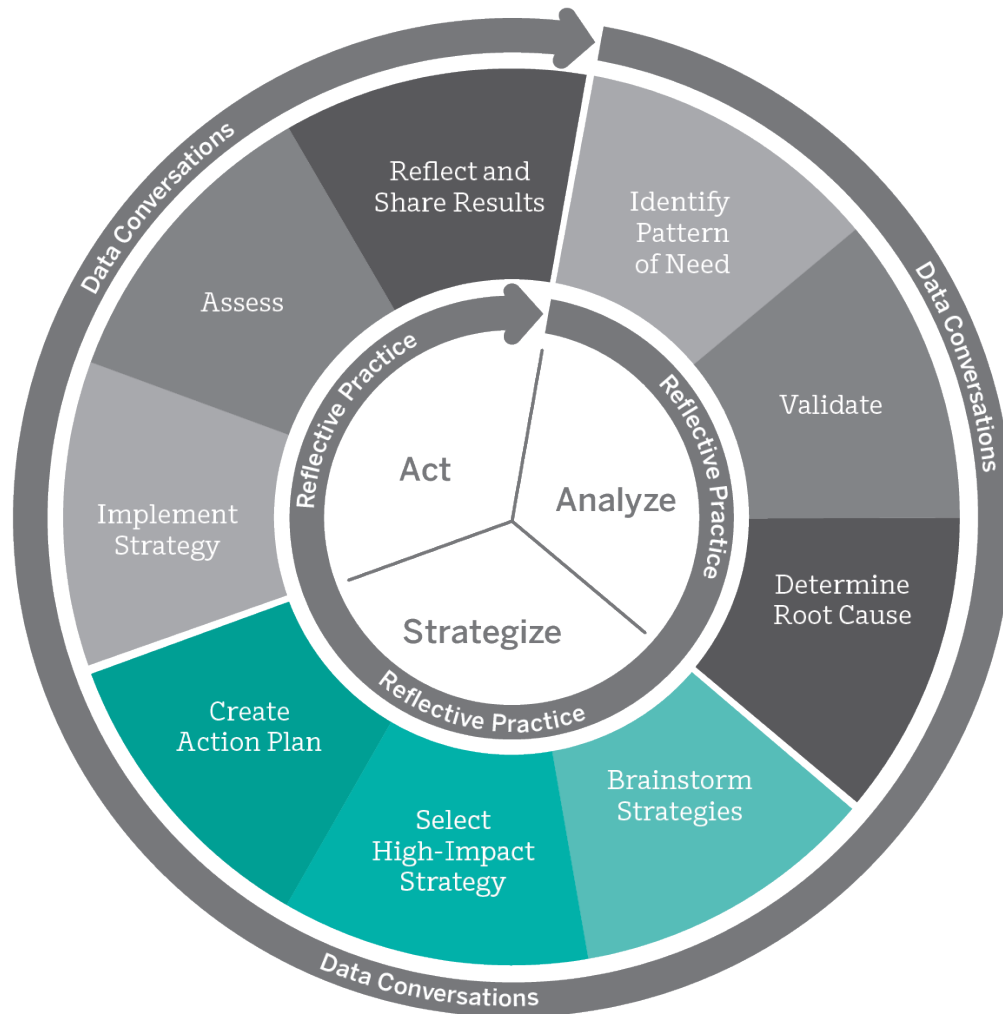 Data Conversations
Data Conversations
Data Conversations
Reflect and
Share Results
Identify
Pattern
of Need
Validate
Determine
Root Cause
Brainstorm
Strategies
Select
High-Impact
Strategy
Create
Action Plan
Implement
Strategy
Assess
Reflective Practice
Reflective Practice
Reflective Practice
Act
Analyze
Strategize